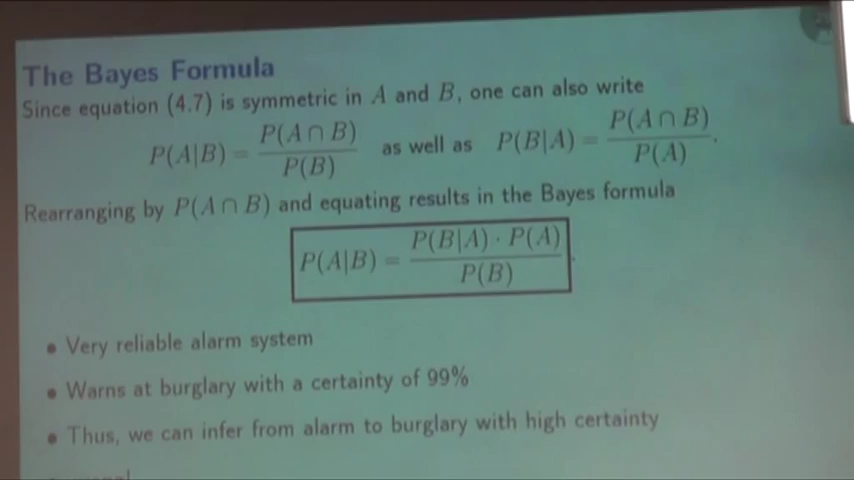 The Bayes Formula
Since equation (4.7) is symmetric in A and B, one can also write
P(A|B) = P(A ∩ B) / P(B) as well as P(B|A) = P(A ∩ B) / P(A).
Rearranging by P(A ∩ B) and equating results in the Bayes formula
P(A|B) = P(B|A) · P(A) / P(B).
• Very reliable alarm system
• Warns at burglary with a certainty of 99%
• Thus, we can infer from alarm to burglary with high certainty